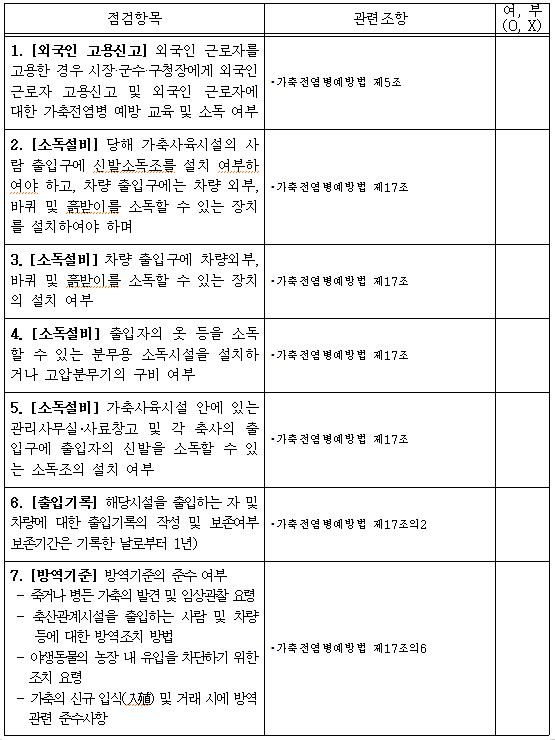 점검항목
관련조항
여, 부
(O, X)
1. [외국인 고용신고] 외국인 근로자를
고용한 경우 시장·군수·구청장에게 외국인
근로자 고용신고 및 외국인 근로자에
대한 가축전염병 예방 교육 및 소독 여부
•가축전염병예방법 제5조
2. [소독설비] 당해 가축사육시설의 사
람 출입구에 신발소독조를 설치 여부하
여야 하고, 차량 출입구에는 차량 외부,
바퀴 및 흙받이를 소독할 수 있는 장치
를 설치하여야 하며
•가축전염병예방법 제17조
3. [소독설비] 차량 출입구에 차량외부,
바퀴 및 흙받이를 소독할 수 있는 장치
의 설치 여부
•가축전염병예방법 제17조
4. [소독설비] 출입자의 옷 등을 소독
할 수 있는 분무용 소독시설을 설치하
거나 고압분무기의 구비 여부
•가축전염병예방법 제17조
5. [소독설비] 가축사육시설 안에 있는
관리사무실·사료창고 및 각 축사의 출
입구에 출입자의 신발을 소독할 수 있
는 소독조의 설치 여부
•가축전염병예방법 제17조
6. [출입기록] 해당시설을 출입하는 자 및
차량에 대한 출입기록의 작성 및 보존여부
보존기간은 기록한 날로부터 1년)
•가축전염병예방법 제17조의2
7. [방역기준] 방역기준의 준수 여부
- 죽거나 병든 가축의 발견 및 임상관찰 요령
- 축산관계시설을 출입하는 사람 및 차량
등에 대한 방역조치 방법
- 야생동물의 농장 내 유입을 차단하기 위한
조치 요령
- 가축의 신규 입식(入殖) 및 거래 시에 방역
관련 준수사항
•가축전염병예방법 제17조의6